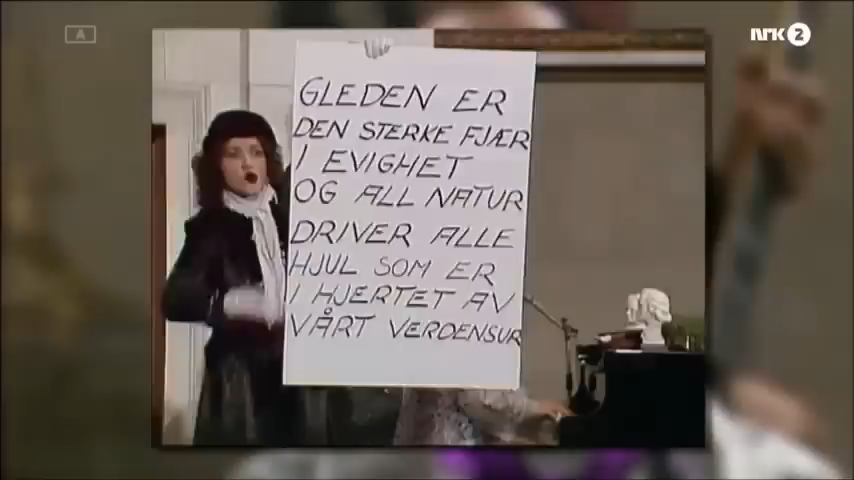 A
NRK 2
GLEDEN ER
DEN STERKE FJÆR
I EVIGHET
OG ALL NATUR
DRIVER ALLE
HJUL SOM ER
I HJERTET AV
VÅRT VERDENSUR